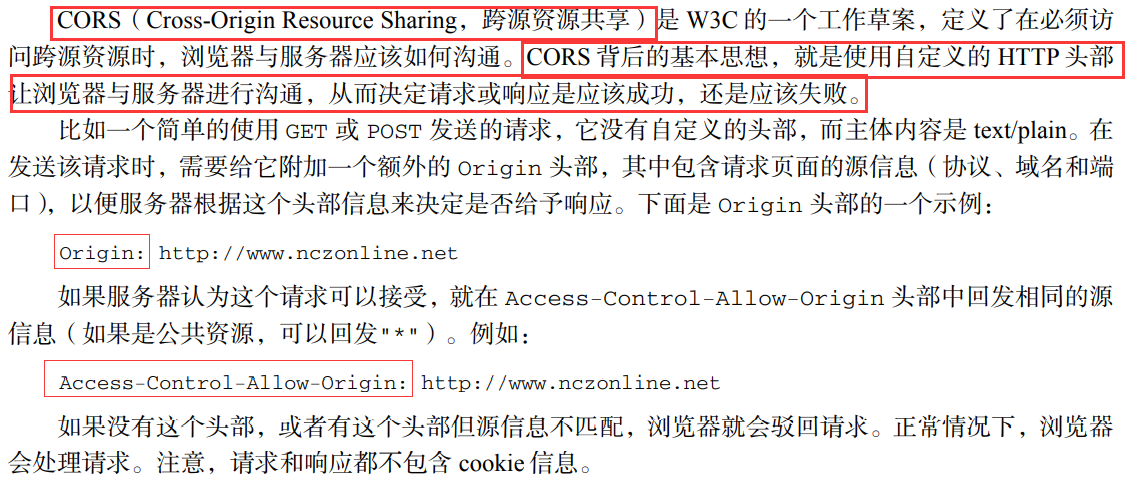 CORS（Cross-Origin Resource Sharing，跨源资源共享）是 W3C 的一个工作草案，定义了在必须访
问跨源资源时，浏览器与服务器应该如何沟通。CORS 背后的基本思想，就是使用自定义的 HTTP 头部
让浏览器与服务器进行沟通，从而决定请求或响应是应该成功，还是应该失败。
比如一个简单的使用 GET 或 POST 发送的请求，它没有自定义的头部，而主体内容是 text/plain。在
发送该请求时，需要给它附加一个额外的 Origin 头部，其中包含请求页面的源信息（协议、域名和端
口），以便服务器根据这个头部信息来决定是否给予响应。下面是 Origin 头部的一个示例：
Origin: http://www.nczonline.net
如果服务器认为这个请求可以接受，就在 Access-Control-Allow-Origin 头部中回发相同的源
信息（如果是公共资源，可以回发"*"）。例如：
Access-Control-Allow-Origin: http://www.nczonline.net
如果没有这个头部，或者有这个头部但源信息不匹配，浏览器就会驳回请求。正常情况下，浏览器
会处理请求。注意，请求和响应都不包含 cookie 信息。